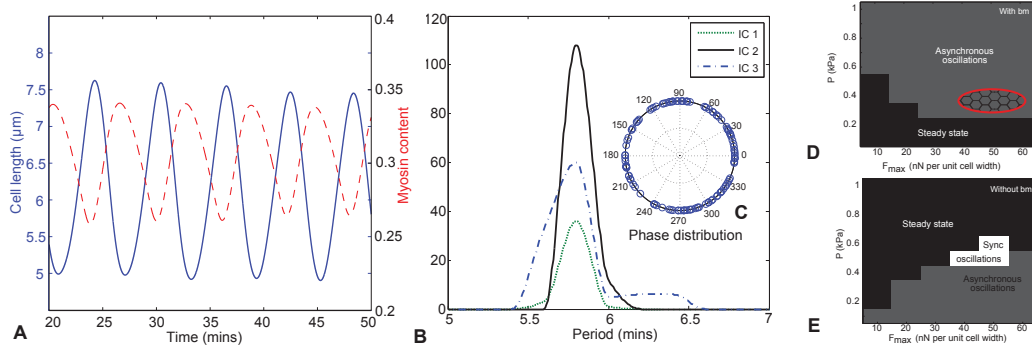 8
7.5
7
6.5
6
5.5
5
Cell length (μm)
20 25 30 35 40 45 50
Time (mins)
0.4
0.3
0.2
Myosin content
A
120
100
80
60
40
20
0
5 5.5 6 6.5 7
Period (mins)
B
IC 1
IC 2
IC 3
90
120 60
150 30
180 0
210 330
240 300
270
C
Phase distribution
With bm
Asynchronous
oscillations
Steady state
1
0.8
0.6
0.4
0.2
P (kPa)
10 20 30 40 50 60
Fmax (nN per unit cell width)
D
Without bm
Steady state
Sync
oscillations
Asynchronous
oscillations
1
0.8
0.6
0.4
0.2
P (kPa)
10 20 30 40 50 60
Fmax (nN per unit cell width)
E